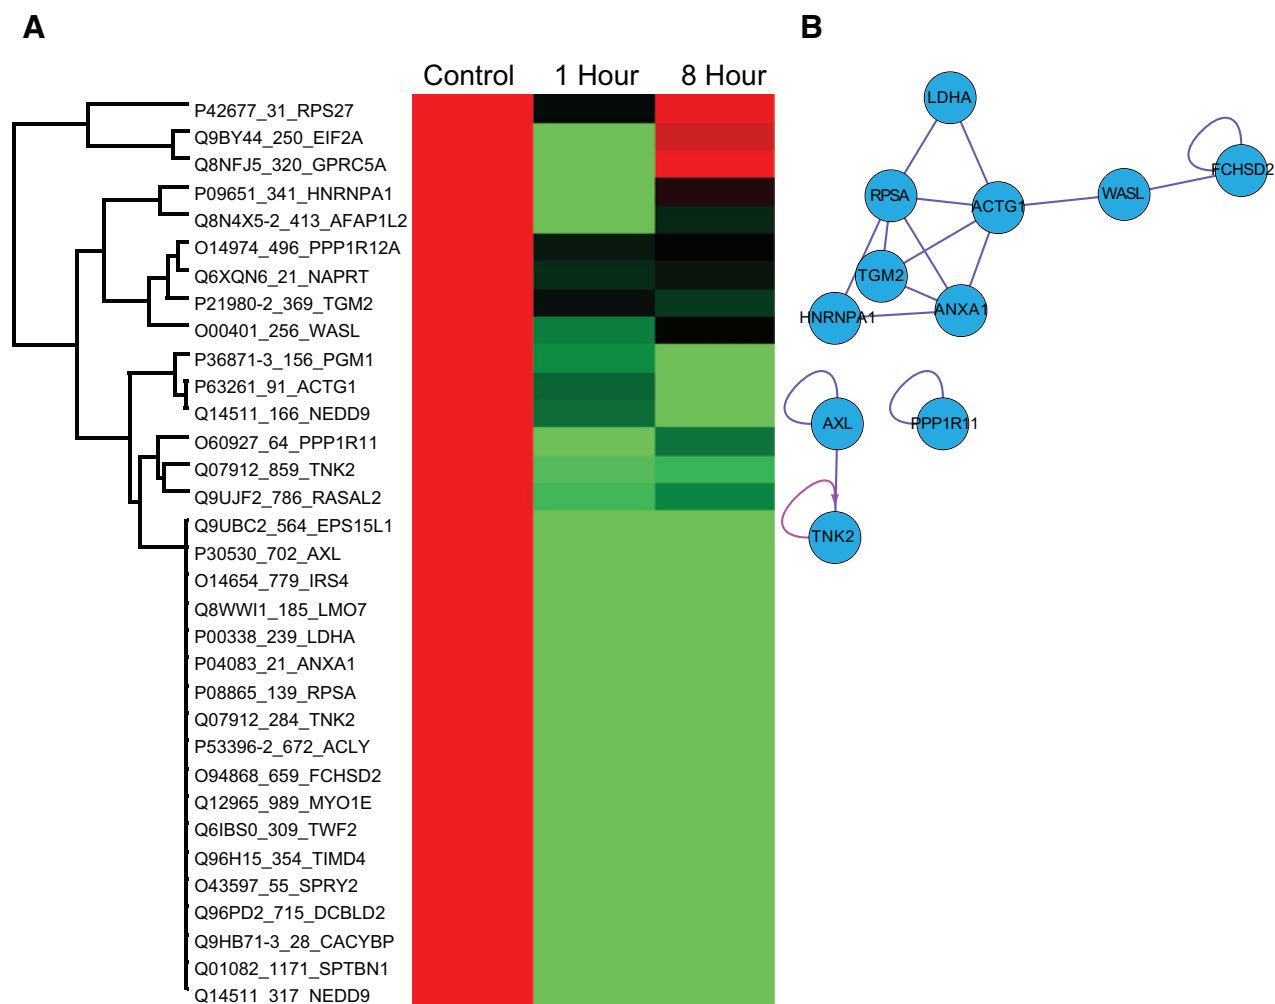 A
B
Control 1 Hour 8 Hour
P42677_31_RPS27
Q9BY44_250_EIF2A
Q8NFJ5_320_GPRC5A
P09651_341_HNRNPA1
Q8N4X5-2_413_AFAP1L2
O14974_496_PPP1R12A
Q6XQN6_21_NAPRT
P21980-2_369_TGM2
O00401_256_WASL
P36871-3_156_PGM1
P63261_91_ACTG1
Q14511_166_NEDD9
O60927_64_PPP1R11
Q07912_859_TNK2
Q9UJF2_786_RASAL2
Q9UBC2_564_EPS15L1
P30530_702_AXL
O14654_779_IRS4
Q8WWI1_185_LMO7
P00338_239_LDHA
P04083_21_ANXA1
P08865_139_RPSA
Q07912_284_TNK2
P53396-2_672_ACLY
O94868_659_FCHSD2
Q12965_989_MYO1E
Q6IBS0_309_TWF2
Q96H15_354_TIMD4
O43597_55_SPRY2
Q96PD2_715_DCBLD2
Q9HB71-3_28_CACYBP
Q01082_1171_SPTBN1
Q14511_317_NEDD9
LDHA
FCHSD2
RPSA
WASL
ACTG1
TGM2
HNRNPA1
ANXA1
AXL
PPP1R11
TNK2